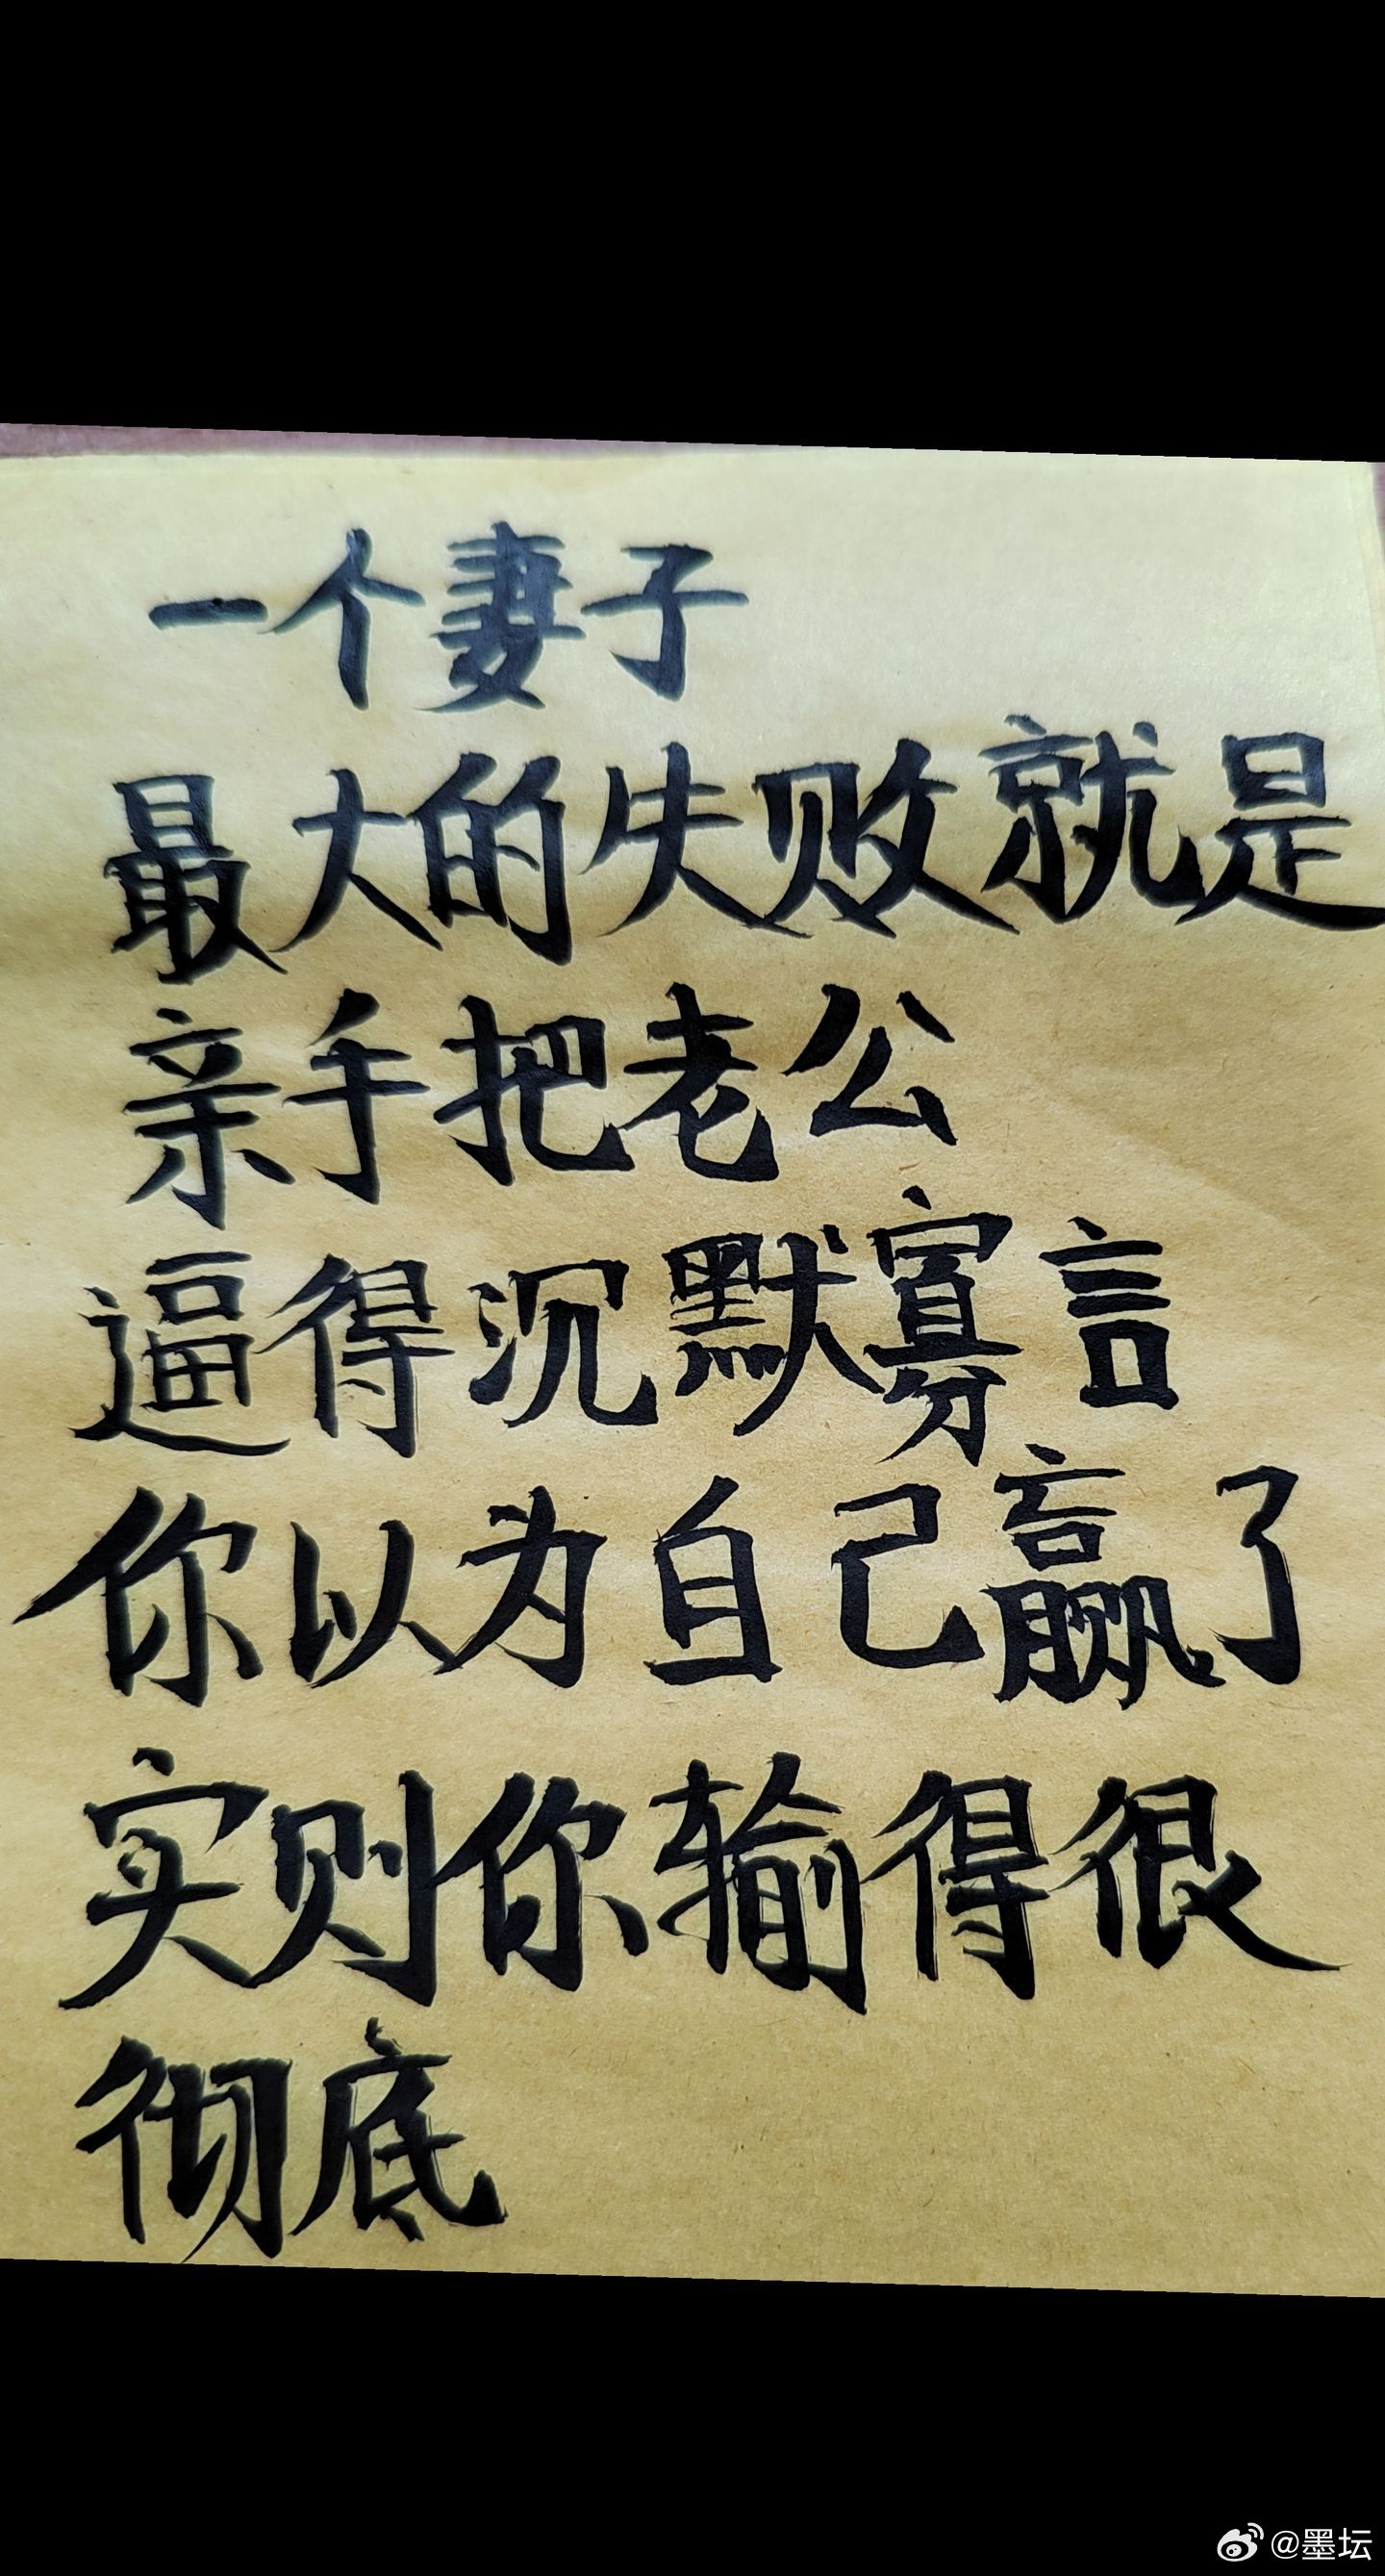 一个妻子
最大的失败就是
亲手把老公
逼得沉默寡言
你以为自己赢了
实则你输得很
彻底
@墨坛